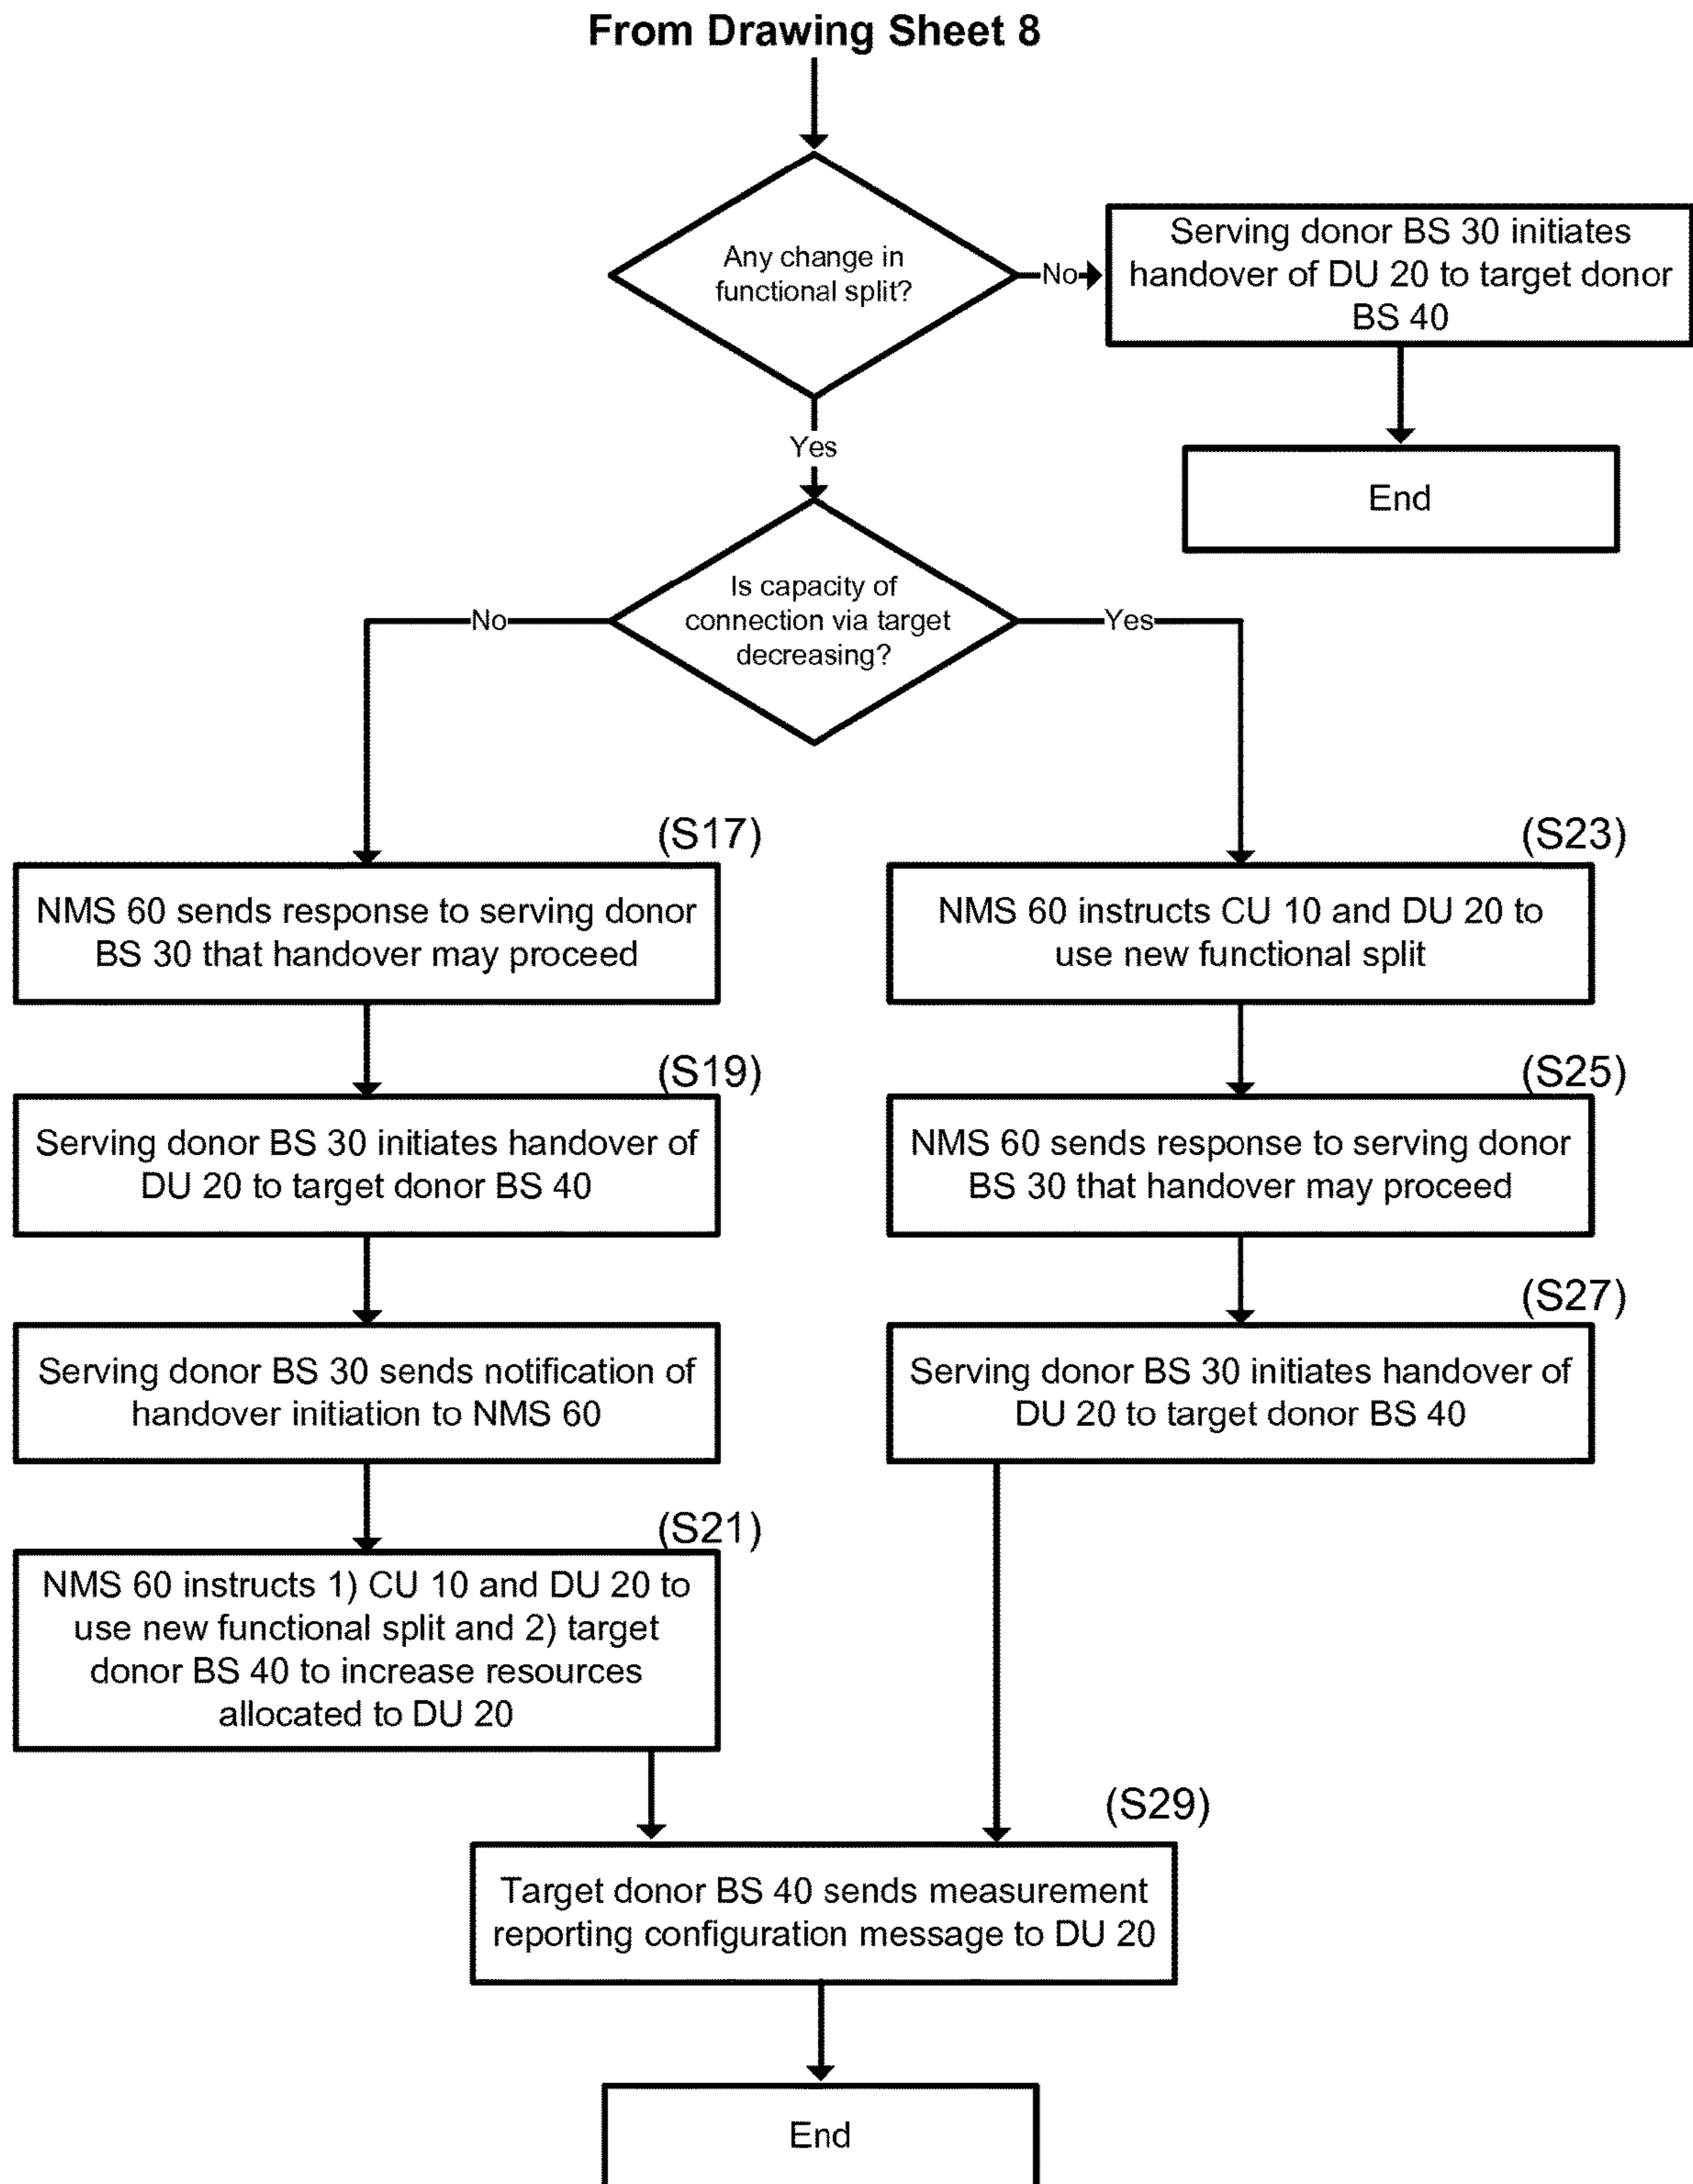 From Drawing Sheet 8
Any change in
functional split?
No
Serving donor BS 30 initiates
handover of DU 20 to target donor
BS 40
End
Yes
Is capacity of
connection via target
decreasing?
No
Yes
(S17)
NMS 60 sends response to serving donor
BS 30 that handover may proceed
(S19)
Serving donor BS 30 initiates handover of
DU 20 to target donor BS 40
Serving donor BS 30 sends notification of
handover initiation to NMS 60
(S21)
NMS 60 instructs 1) CU 10 and DU 20 to
use new functional split and 2) target
donor BS 40 to increase resources
allocated to DU 20
(S23)
NMS 60 instructs CU 10 and DU 20 to
use new functional split
(S25)
NMS 60 sends response to serving donor
BS 30 that handover may proceed
(S27)
Serving donor BS 30 initiates handover of
DU 20 to target donor BS 40
(S29)
Target donor BS 40 sends measurement
reporting configuration message to DU 20
End